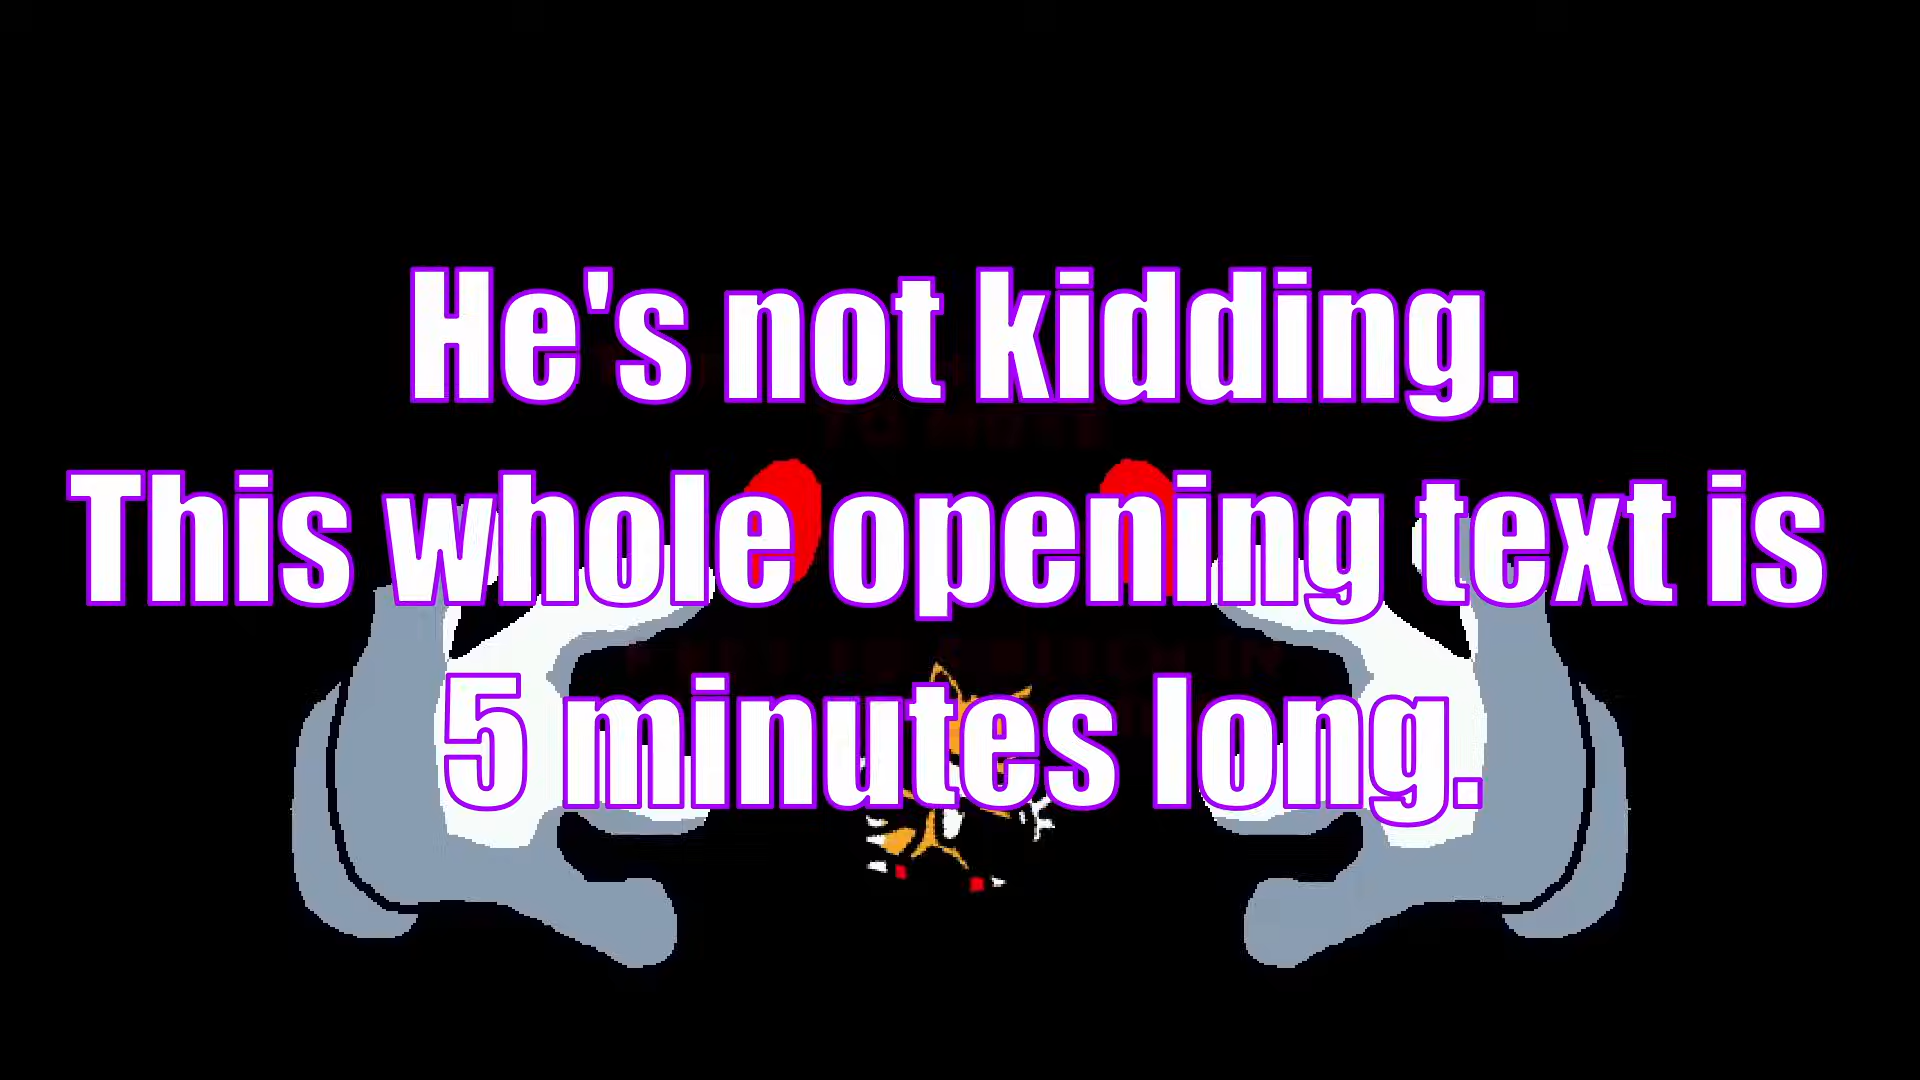 He's not kidding.
This whole opening text is
5 minutes long.